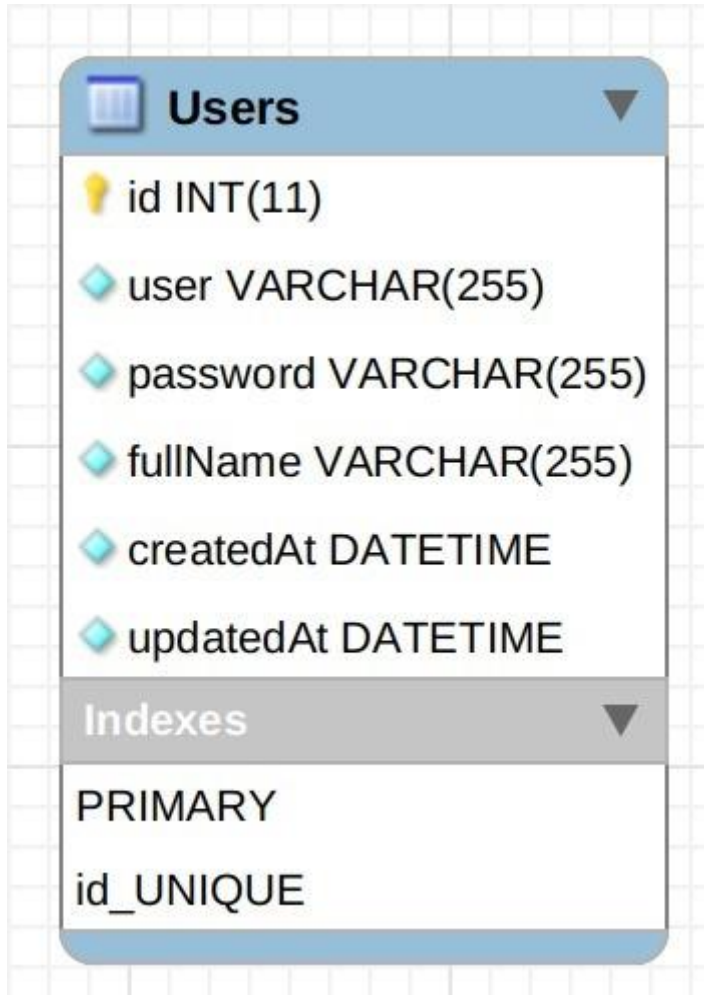 Users
id INT(11)
user VARCHAR(255)
password VARCHAR(255)
fullName VARCHAR(255)
createdAt DATETIME
updatedAt DATETIME
Indexes
PRIMARY
id_UNIQUE